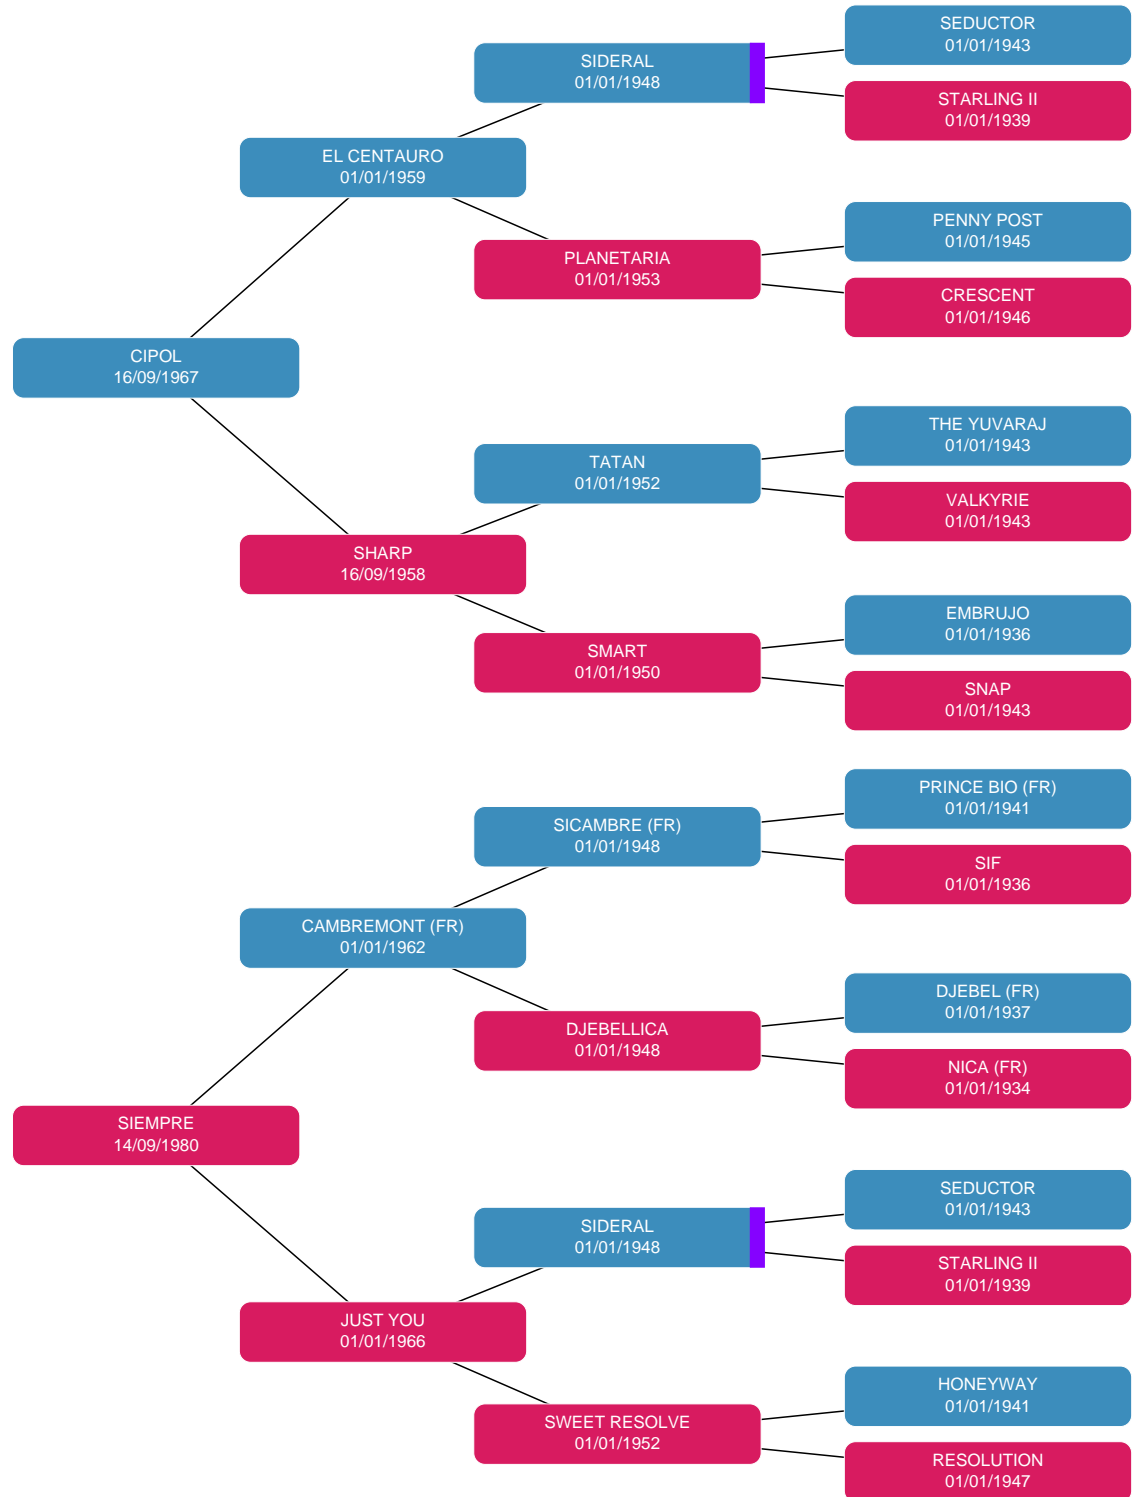 SEDUCTOR
01/01/1943
SIDERAL
01/01/1948
STARLING II
01/01/1939
EL CENTAURO
01/01/1959
PENNY POST
01/01/1945
PLANETARIA
01/01/1953
CRESCENT
01/01/1946
CIPOL
16/09/1967
THE YUVARAJ
01/01/1943
TATAN
01/01/1952
VALKYRIE
01/01/1943
SHARP
16/09/1958
EMBRUJO
01/01/1936
SMART
01/01/1950
SNAP
01/01/1943
PRINCE BIO (FR)
01/01/1941
SICAMBRE (FR)
01/01/1948
SIF
01/01/1936
CAMBREMONT (FR)
01/01/1962
DJEBEL (FR)
01/01/1937
DJEBELLICA
01/01/1948
NICA (FR)
01/01/1934
SIEMPRE
14/09/1980
SEDUCTOR
01/01/1943
SIDERAL
01/01/1948
STARLING II
01/01/1939
JUST YOU
01/01/1966
HONEYWAY
01/01/1941
SWEET RESOLVE
01/01/1952
RESOLUTION
01/01/1947